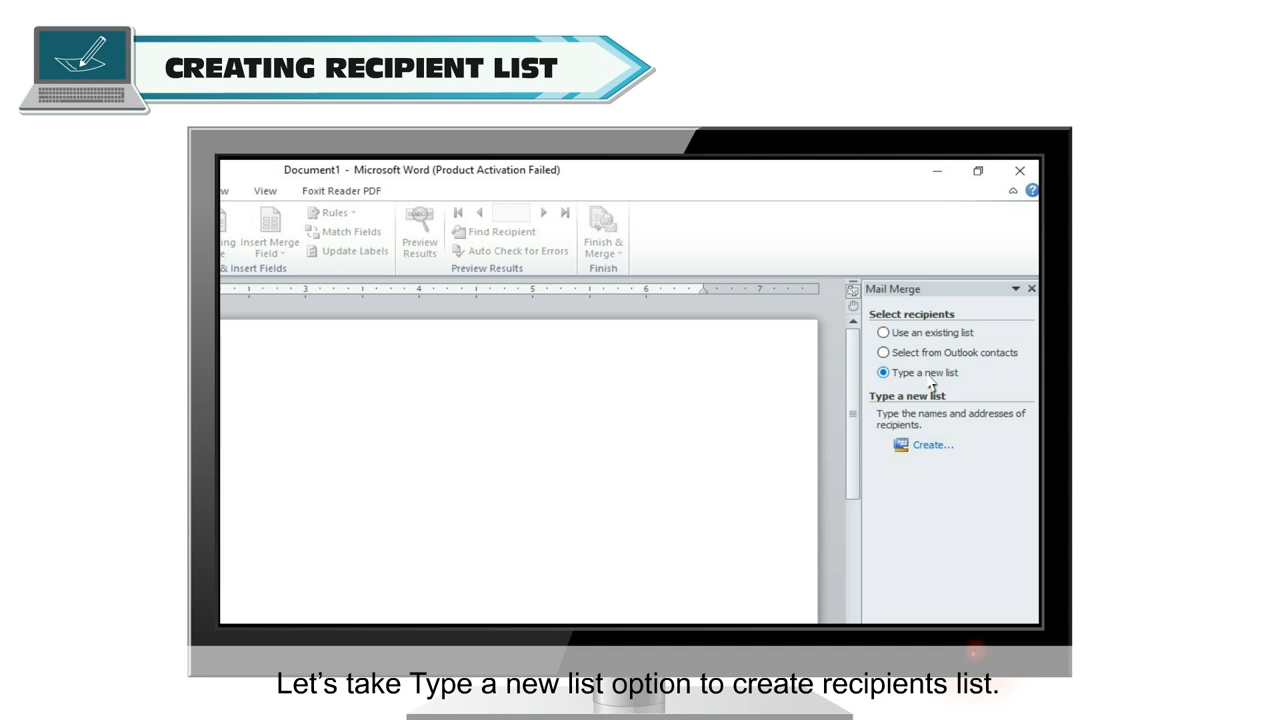 CREATING RECIPIENT LIST
Document1 - Microsoft Word (Product Activation Failed)
w View Foxit Reader PDF
Rules
Match Fields
Update Labels
ing Insert Merge
e Field
& Insert Fields
Preview
Results
Find Recipient
Auto Check for Errors
Preview Results
Finish &
Merge
Finish
3 4 5 6 7
Mail Merge
Select recipients
Use an existing list
Select from Outlook contacts
Type a new list
Type a new list
Type the names and addresses of
recipients.
Create...
Let's take Type a new list option to create recipients list.